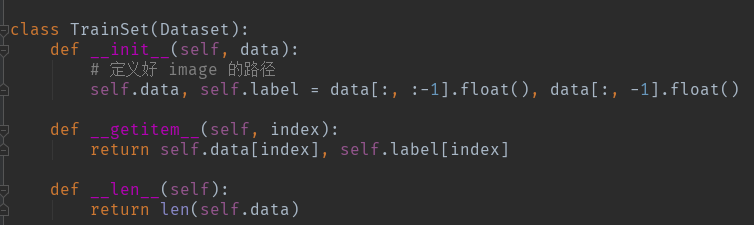 class TrainSet(Dataset):
    def __init__(self, data):
        # 定义好 image 的路径
        self.data, self.label = data[:, :-1].float(), data[:, -1].float()
    def __getitem__(self, index):
        return self.data[index], self.label[index]
    def __len__(self):
        return len(self.data)